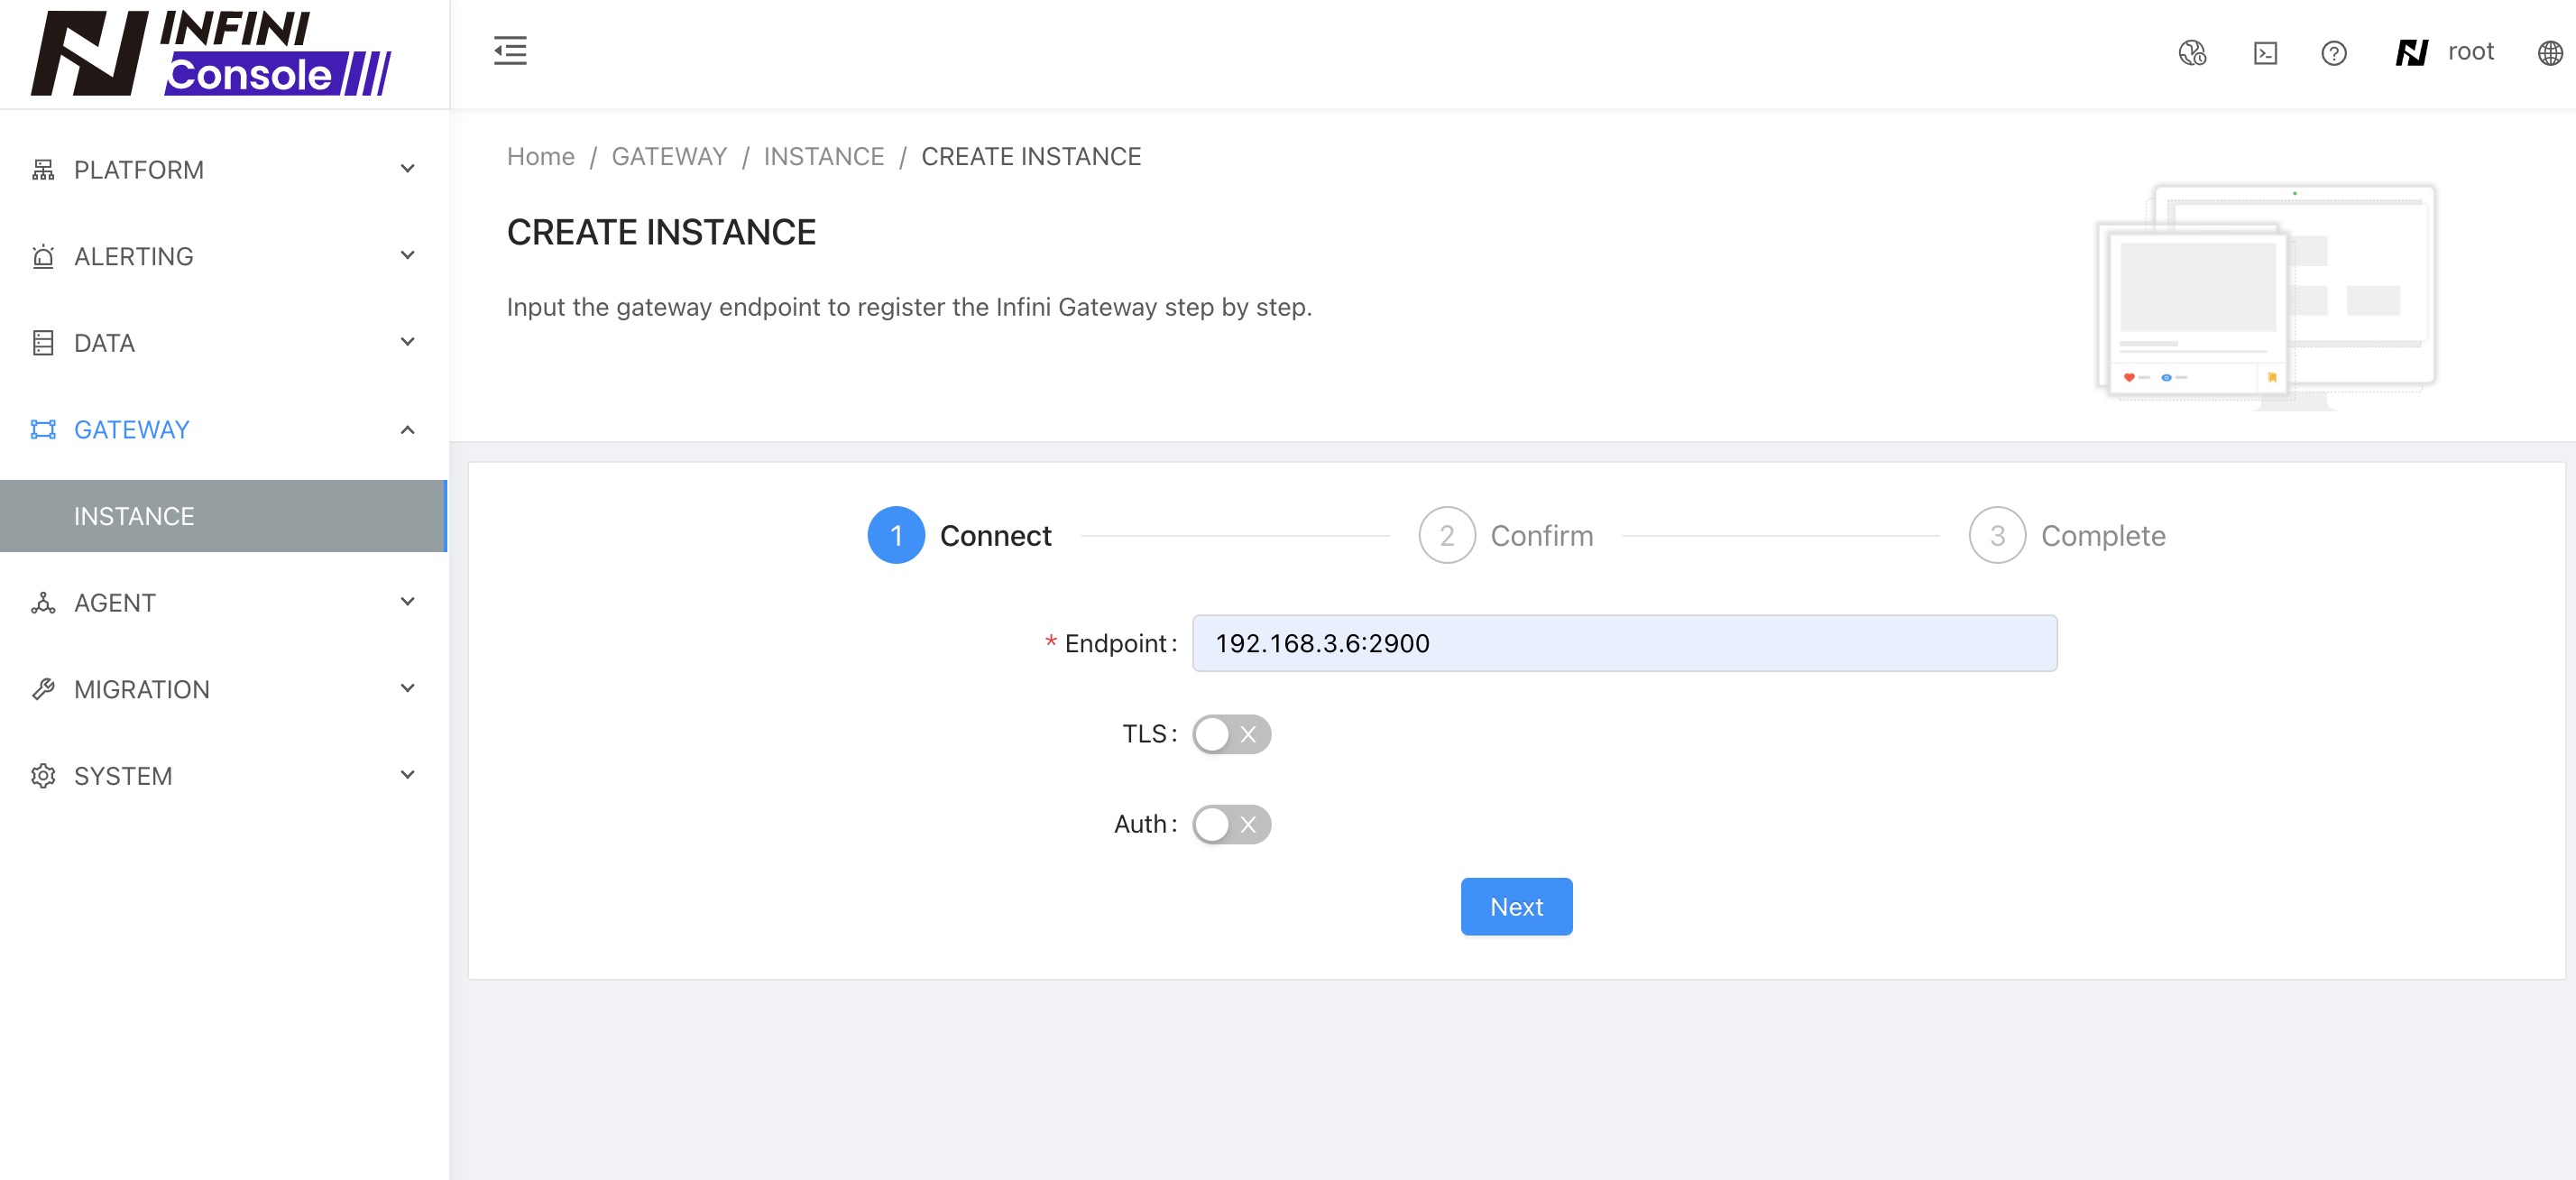 INFINI
Console
root
PLATFORM
ALERTING
DATA
GATEWAY
INSTANCE
AGENT
MIGRATION
SYSTEM
Home / GATEWAY / INSTANCE / CREATE INSTANCE
CREATE INSTANCE
Input the gateway endpoint to register the Infini Gateway step by step.
1 Connect 2 Confirm 3 Complete
* Endpoint: 192.168.3.6:2900
TLS:
Auth:
Next